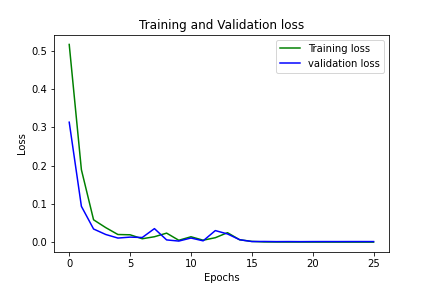 Training and Validation loss
Training loss
validation loss
Loss
0.5
0.4
0.3
0.2
0.1
0.0
0 5 10 15 20 25
Epochs